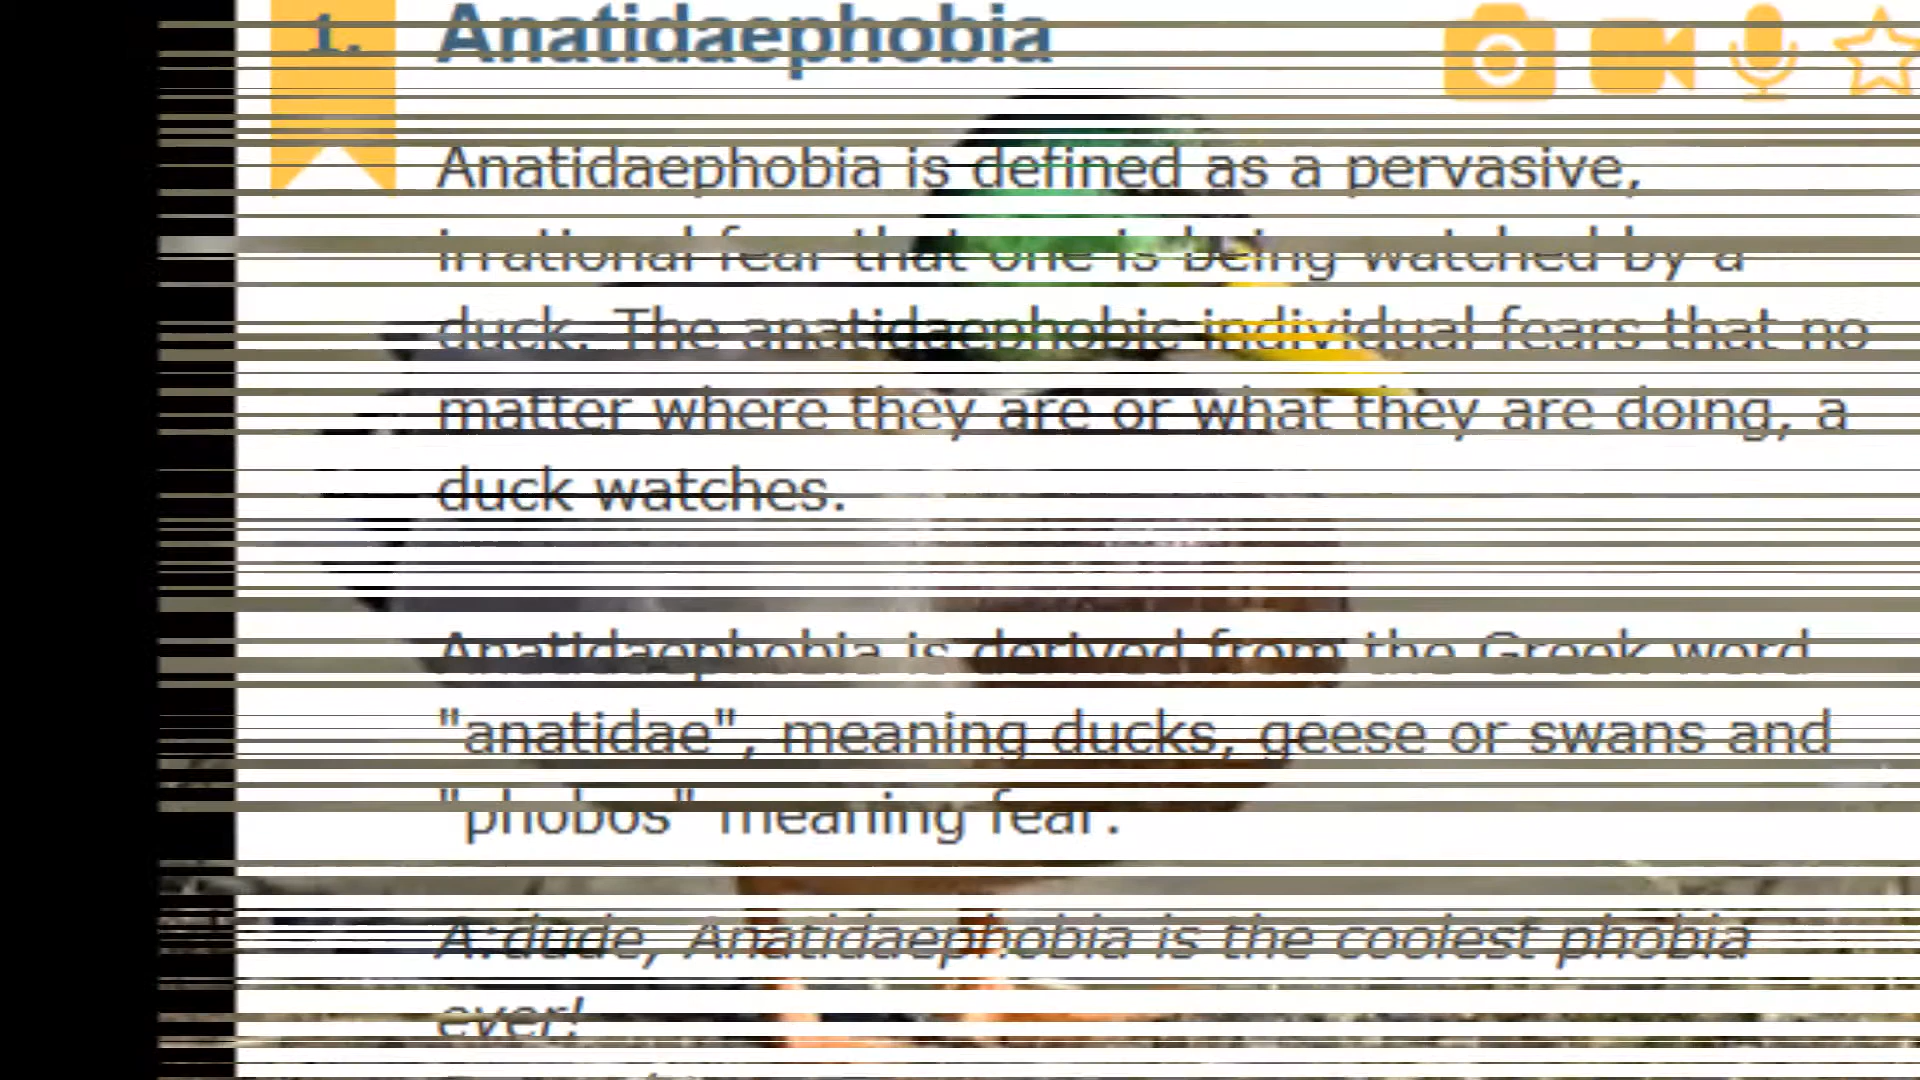 1. Anatidaephobia
Anatidaephobia is defined as a pervasive,
irrational fear that one is being watched by a
duck. The anatidaephobic individual fears that no
matter where they are or what they are doing, a
duck watches.
Anatidaephobia is derived from the Greek word
"anatidae", meaning ducks, geese or swans and
"phobos" meaning fear.
A:dude, Anatidaephobia is the coolest phobia
ever!